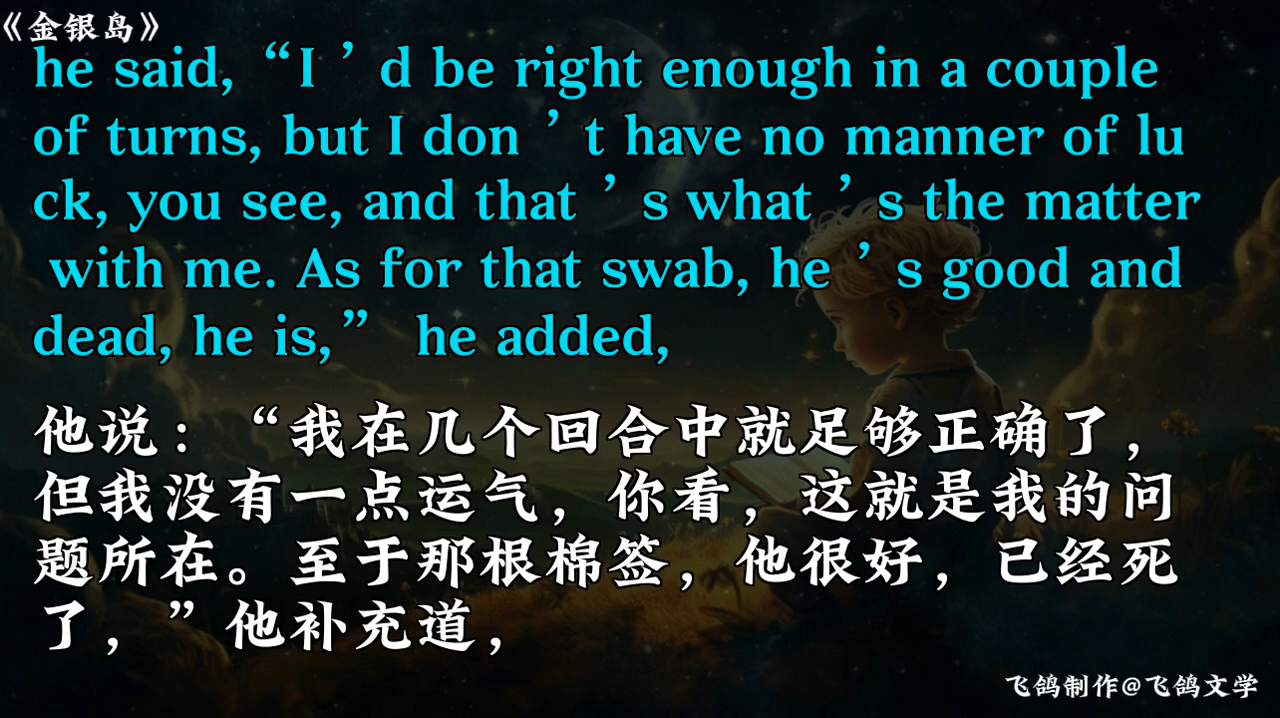 《金银岛》
he said, “I ’ d be right enough in a couple
of turns, but I don ’ t have no manner of lu
ck, you see, and that ’ s what ’ s the matter
with me. As for that swab, he ’ s good and
dead, he is,” he added,
他说：“我在几个回合中就足够正确了，
但我没有一点运气，你看，这就是我的问
题所在。至于那根棉签，他很好，已经死
了，”他补充道，
飞鸽制作@飞鸽文学